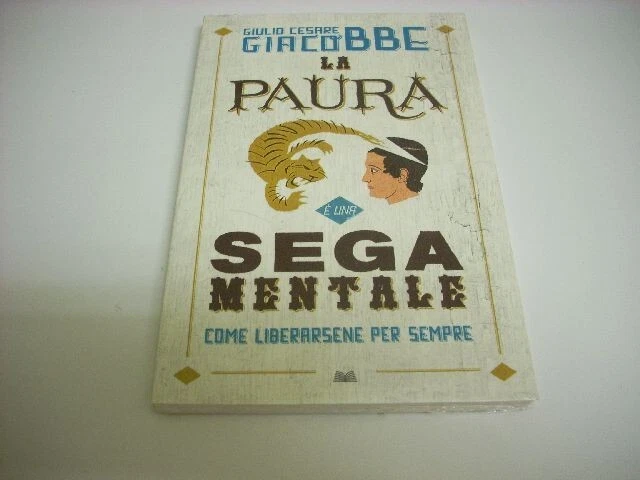 GIULIO CESARE
GIACOBBE
LA
PAURA
È UNA
SEGA
MENTALE
COME LIBERARSENE PER SEMPRE